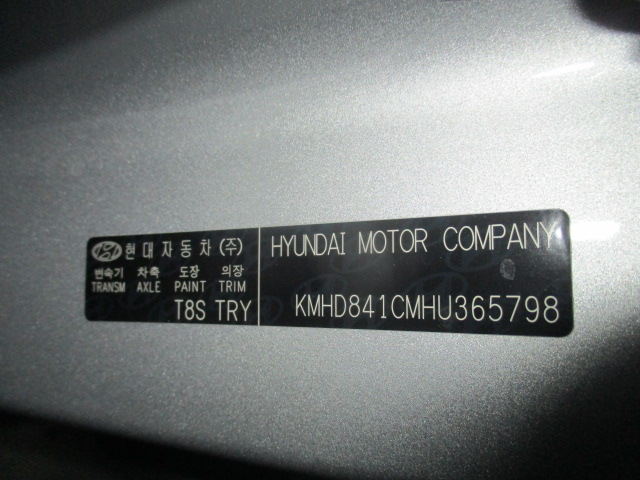 현대자동차(주)
변속기 차축 도장 의장
TRANSM AXLE PAINT TRIM
T8S TRY
HYUNDAI MOTOR COMPANY
KMHD841CMHU365798